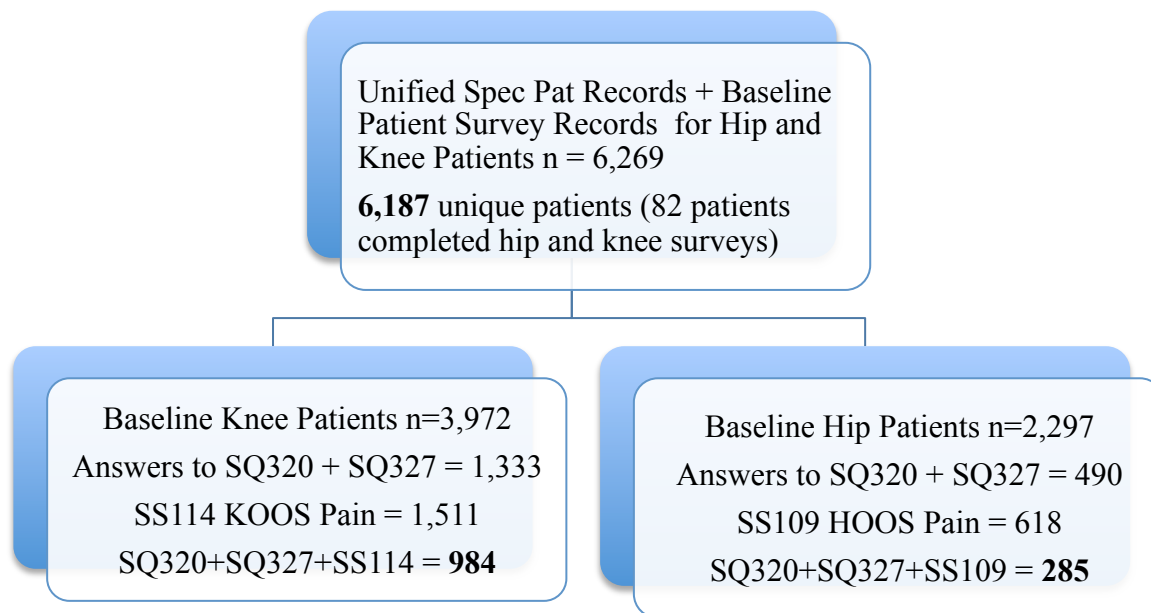 Unified Spec Pat Records + Baseline
Patient Survey Records for Hip and
Knee Patients n = 6,269
6,187 unique patients (82 patients
completed hip and knee surveys)
Baseline Knee Patients n=3,972
Answers to SQ320 + SQ327 = 1,333
SS114 KOOS Pain = 1,511
SQ320+SQ327+SS114 = 984
Baseline Hip Patients n=2,297
Answers to SQ320 + SQ327 = 490
SS109 HOOS Pain = 618
SQ320+SQ327+SS109 = 285